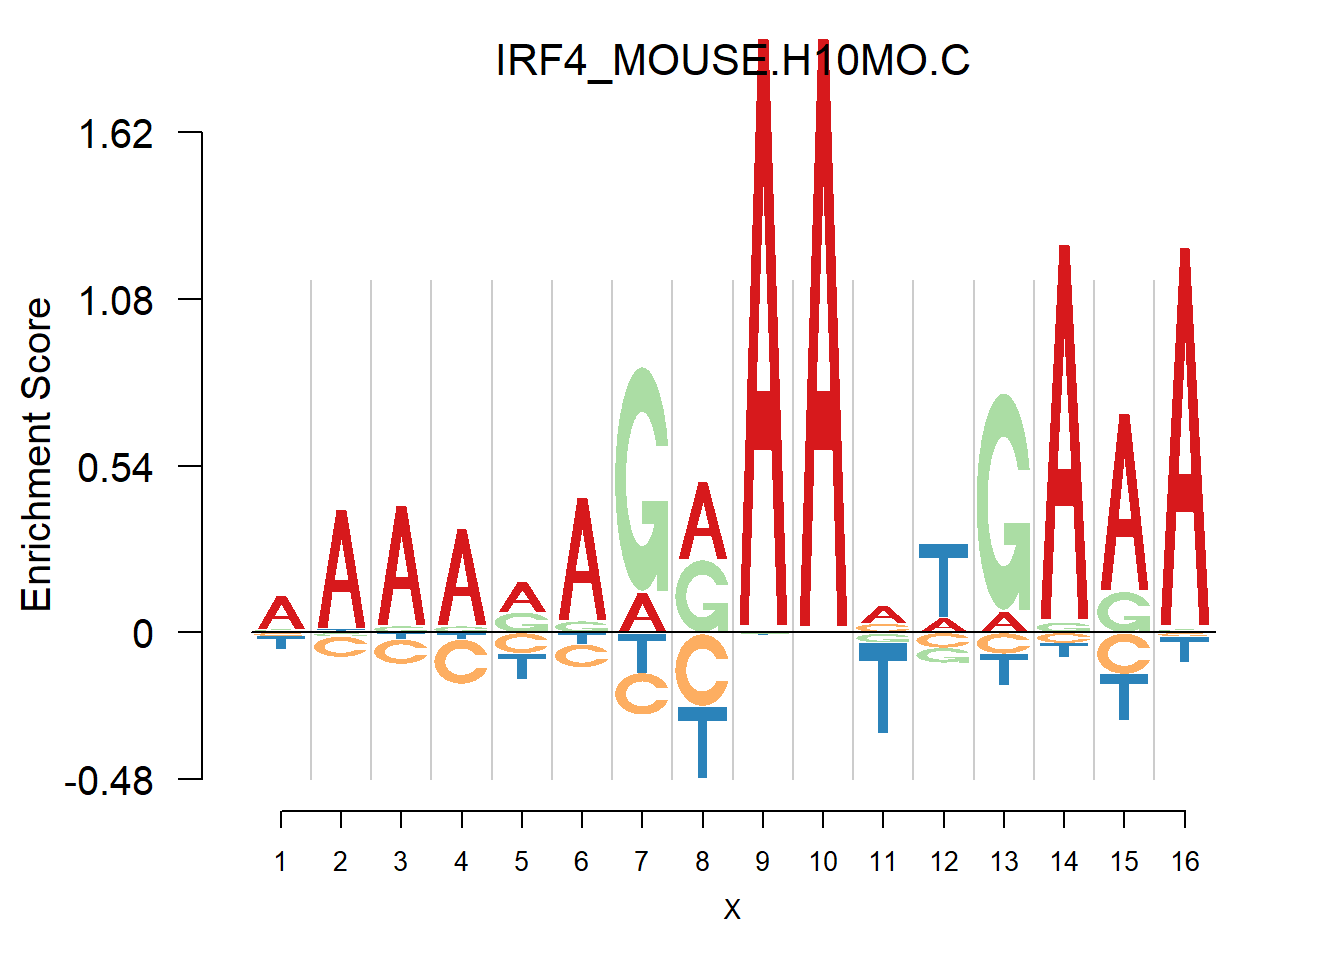 IRF4_MOUSE.H10MO.C
Enrichment Score
1.62
1.08
0.54
0
-0.48
A A A A A A G A A A A T G A A A
G G G A G A C A A G G
T C C C C T T C T C G C C C C T
T T C T T G T T T
1 2 3 4 5 6 7 8 9 10 11 12 13 14 15 16
X